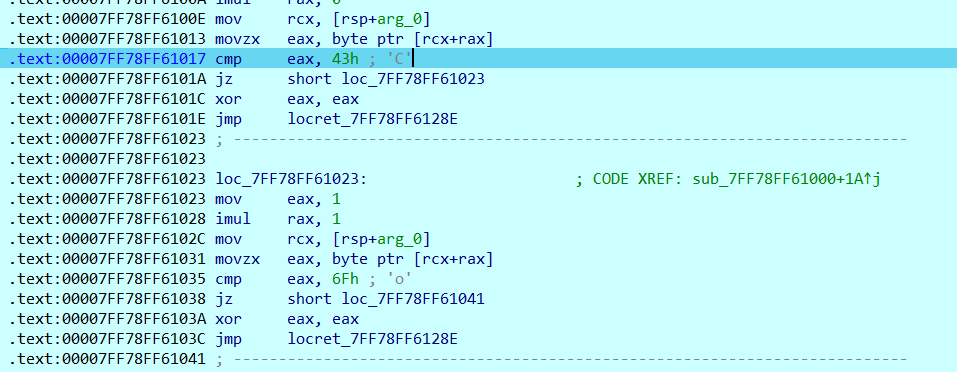 .text:00007FF78FF6100A imul    rax, 0
.text:00007FF78FF6100E mov     rcx, [rsp+arg_0]
.text:00007FF78FF61013 movzx   eax, byte ptr [rcx+rax]
.text:00007FF78FF61017 cmp     eax, 43h ; 'C'
.text:00007FF78FF6101A jz      short loc_7FF78FF61023
.text:00007FF78FF6101C xor     eax, eax
.text:00007FF78FF6101E jmp     locret_7FF78FF6128E
.text:00007FF78FF61023 ; ---------------------------------------------------------------------------
.text:00007FF78FF61023
.text:00007FF78FF61023 loc_7FF78FF61023:                       ; CODE XREF: sub_7FF78FF61000+1A↑j
.text:00007FF78FF61023 mov     eax, 1
.text:00007FF78FF61028 imul    rax, 1
.text:00007FF78FF6102C mov     rcx, [rsp+arg_0]
.text:00007FF78FF61031 movzx   eax, byte ptr [rcx+rax]
.text:00007FF78FF61035 cmp     eax, 6Fh ; 'o'
.text:00007FF78FF61038 jz      short loc_7FF78FF61041
.text:00007FF78FF6103A xor     eax, eax
.text:00007FF78FF6103C jmp     locret_7FF78FF6128E
.text:00007FF78FF61041 ; ---------------------------------------------------------------------------